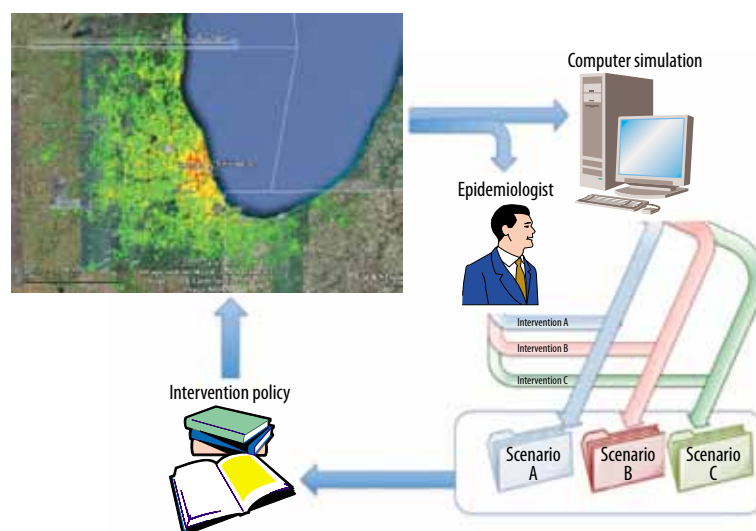 Computer simulation
Epidemiologist
Intervention A
Intervention B
Intervention C
Intervention policy
Scenario
A
Scenario
B
Scenario
C